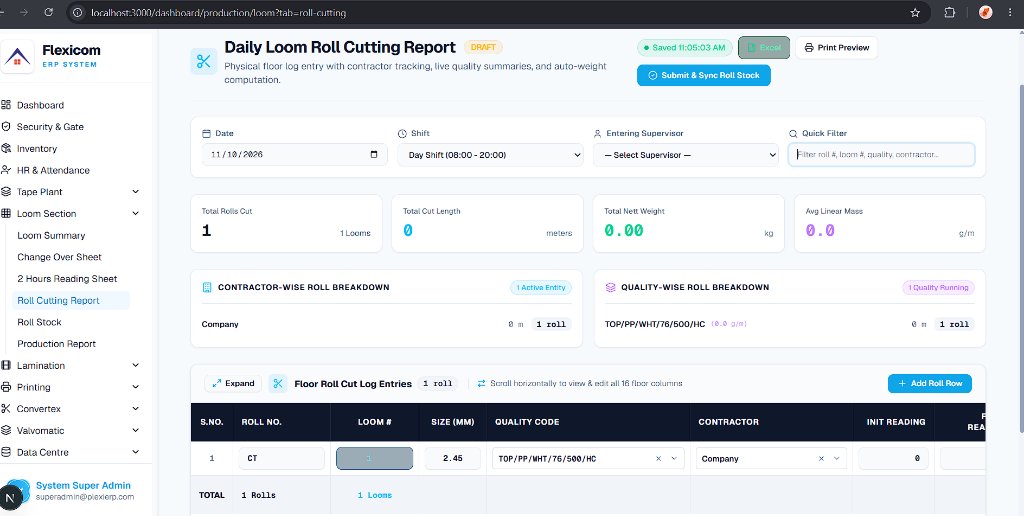 localhost:3000/dashboard/production/loom?tab=roll-cutting
Flexicom
ERP SYSTEM
Dashboard
Security & Gate
Inventory
HR & Attendance
Tape Plant
Loom Section
Loom Summary
Change Over Sheet
2 Hours Reading Sheet
Roll Cutting Report
Roll Stock
Production Report
Lamination
Printing
Convertex
Valvomatic
Data Centre
N
System Super Admin
superadmin@plexierp.com
Daily Loom Roll Cutting Report DRAFT
Physical floor log entry with contractor tracking, live quality summaries, and auto-weight
computation.
Saved 11:05:03 AM Excel Print Preview
Submit & Sync Roll Stock
Date Shift Entering Supervisor Quick Filter
11/10/2026 Day Shift (08:00 - 20:00) — Select Supervisor — Filter roll #, loom #, quality, contractor...
Total Rolls Cut Total Cut Length Total Nett Weight Avg Linear Mass
1 1 Looms 0 meters 0.00 kg 0.0 g/m
CONTRACTOR-WISE ROLL BREAKDOWN 1 Active Entity
Company 0 m 1 roll
QUALITY-WISE ROLL BREAKDOWN 1 Quality Running
TOP/PP/WHT/76/500/HC (0.0 g/m) 0 m 1 roll
Expand Floor Roll Cut Log Entries 1 roll Scroll horizontally to view & edit all 16 floor columns Add Roll Row
S.NO. ROLL NO. LOOM # SIZE (MM) QUALITY CODE CONTRACTOR INIT READING
1 CT 1 2.45 TOP/PP/WHT/76/500/HC Company 0
TOTAL 1 Rolls 1 Looms